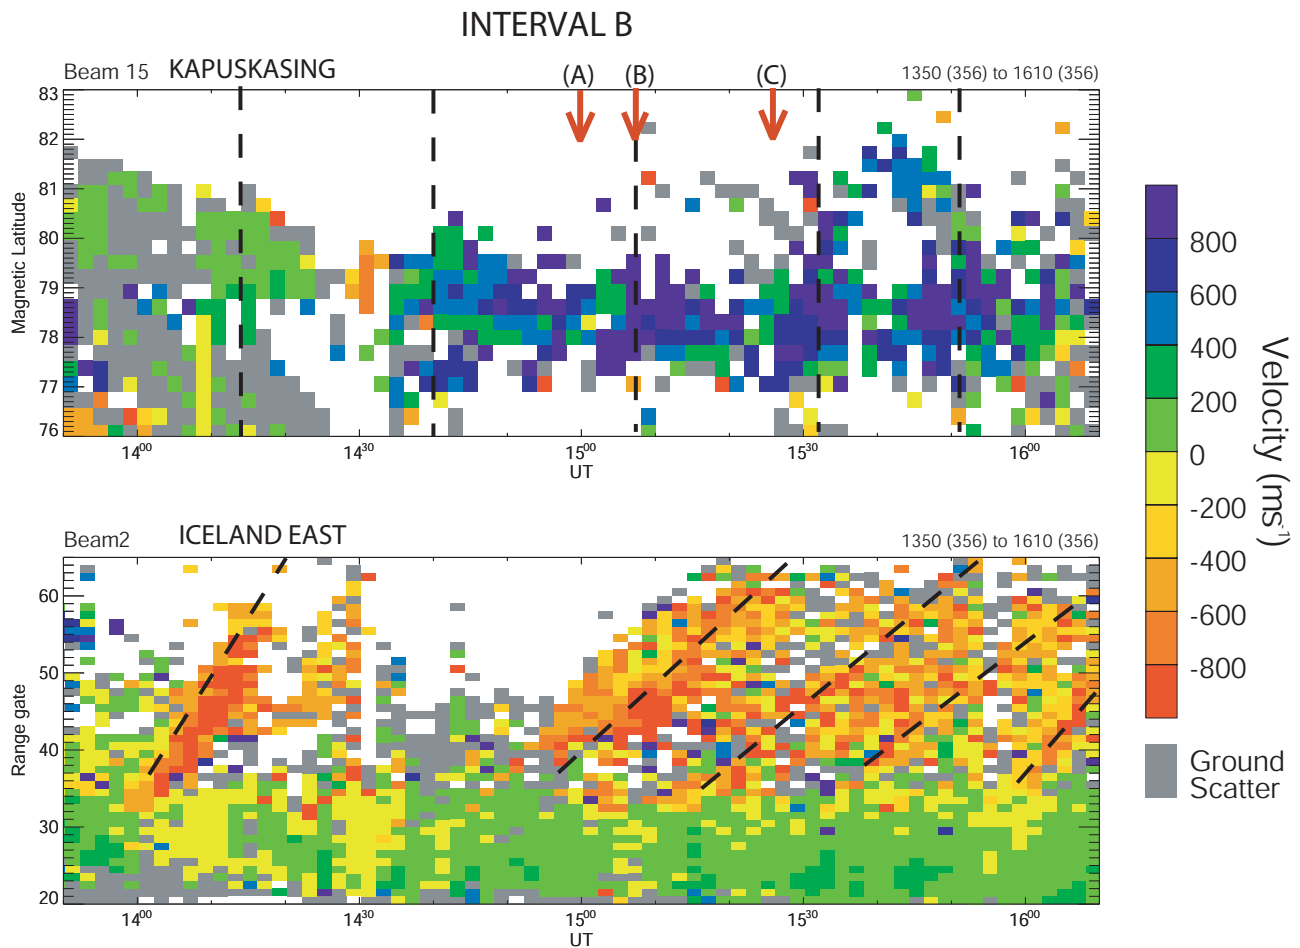 INTERVAL B
Beam 15 KAPUSKASING (A) (B) (C) 1350 (356) to 1610 (356)
83
82
81
80
79
78
77
76
Magnetic Latitude
14⁰⁰ 14³⁰ 15⁰⁰ 15³⁰ 16⁰⁰
UT
Beam2 ICELAND EAST 1350 (356) to 1610 (356)
60
50
40
30
20
Range gate
14⁰⁰ 14³⁰ 15⁰⁰ 15³⁰ 16⁰⁰
UT
800
600
400
200
0
-200
-400
-600
-800
Velocity (ms⁻¹)
Ground
Scatter